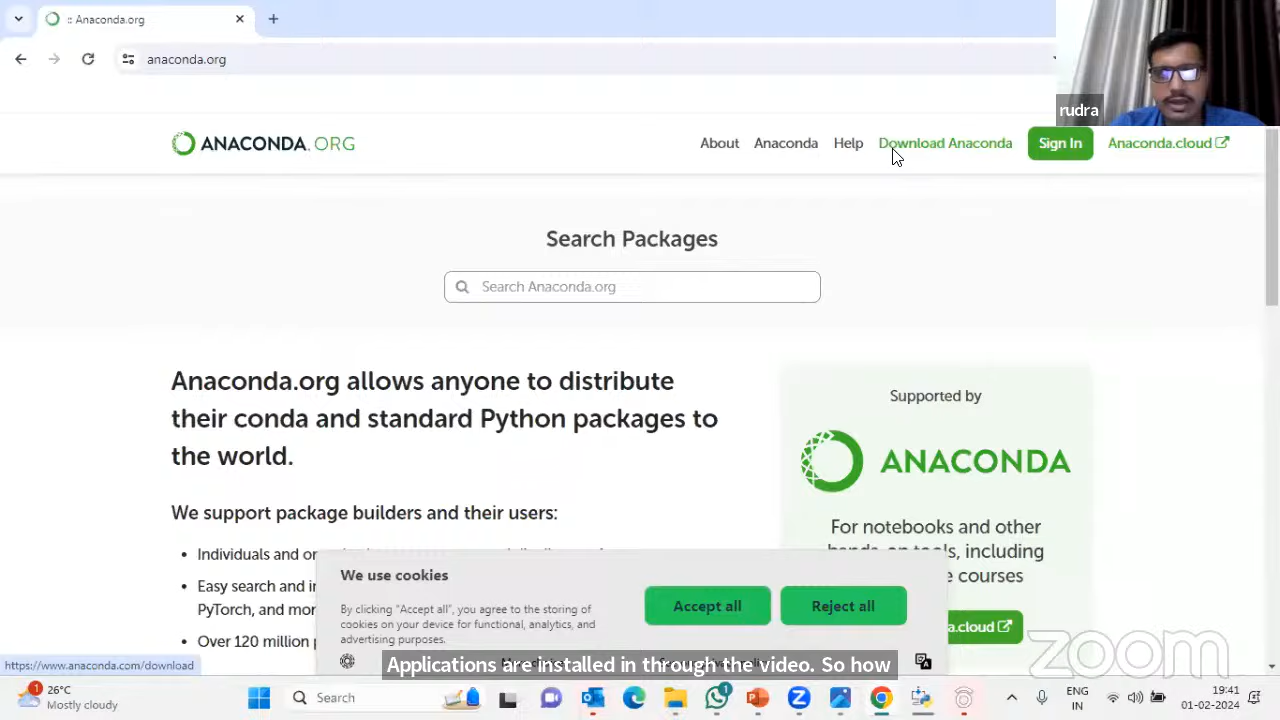 :: Anaconda.org
anaconda.org
rudra
ANACONDA.ORG
About
Anaconda
Help
Download Anaconda
Sign In
Anaconda.cloud
Search Packages
Search Anaconda.org
Anaconda.org allows anyone to distribute
their conda and standard Python packages to
the world.
Supported by
ANACONDA
For notebooks and other
hands-on tools, including
e courses
a.cloud
We support package builders and their users:
Individuals and or
Easy search and in
PyTorch, and mor
Over 120 million p
We use cookies
By clicking "Accept all", you agree to the storing of
cookies on your device for functional, analytics, and
advertising purposes.
Accept all
Reject all
Applications are installed in through the video. So how
zoom
https://www.anaconda.com/download
1
26°C
Mostly cloudy
Search
1
ENG
IN
19:41
01-02-2024